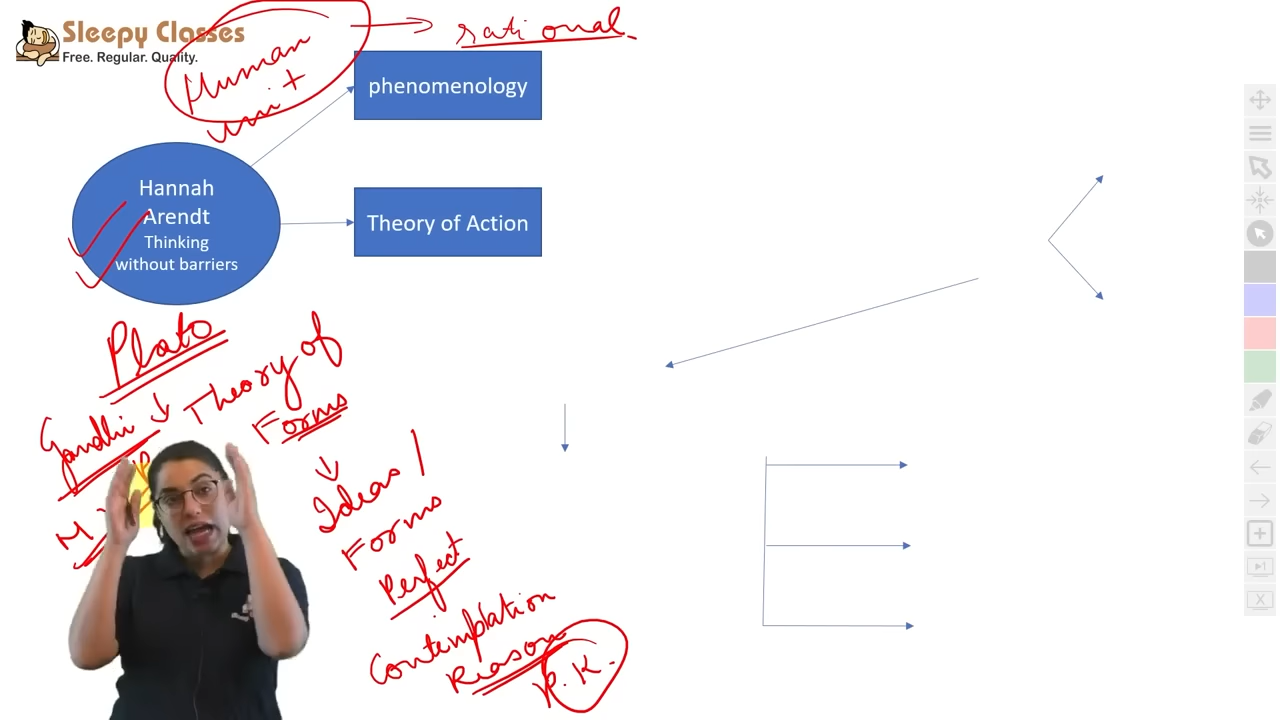 Sleepy Classes
Free. Regular. Quality.
Human
unit
rational
phenomenology
Hannah
Arendt
Thinking
without barriers
Theory of Action
Plato
Gandhi
Theory of
Forms
Ideas /
Forms
Perfect
Contemplation
Reason
P.K.